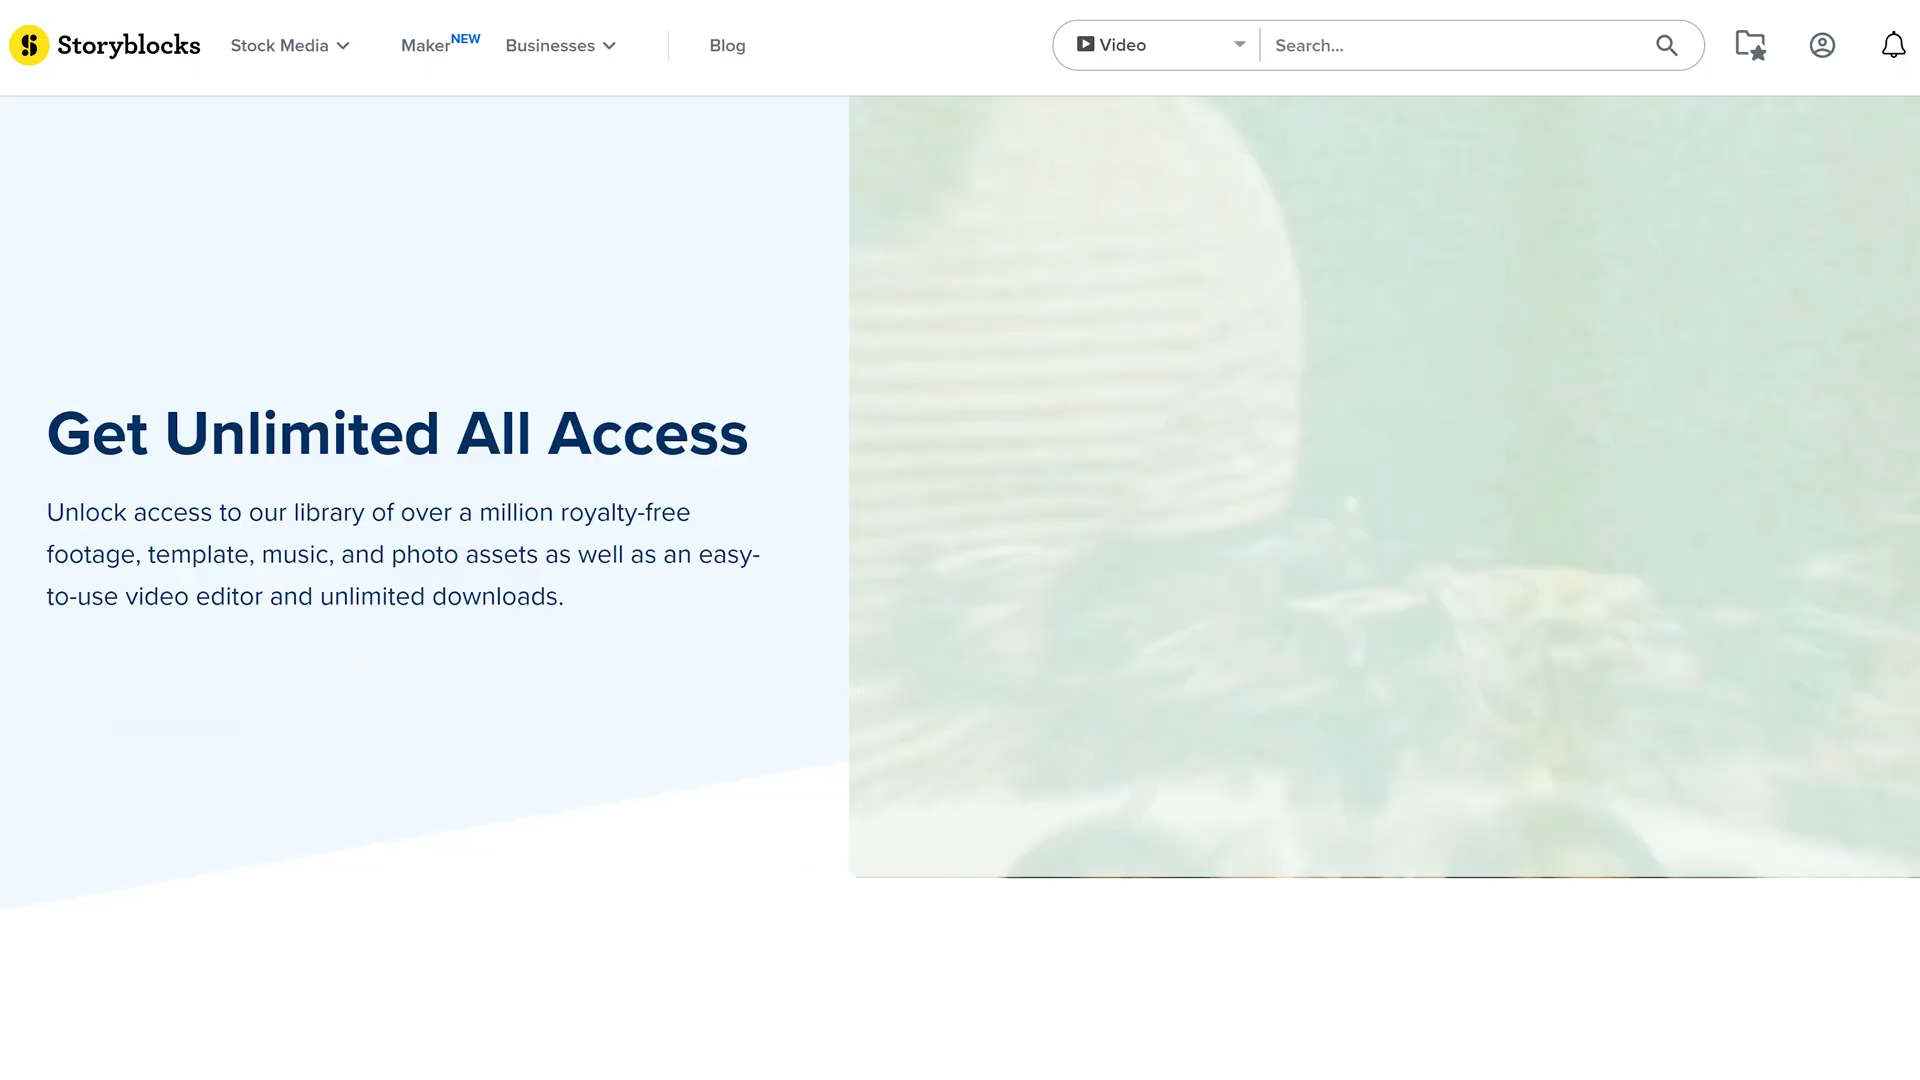 Storyblocks
Stock Media
Maker NEW
Businesses
Blog
Video
Search...
Get Unlimited All Access
Unlock access to our library of over a million royalty-free
footage, template, music, and photo assets as well as an easy-
to-use video editor and unlimited downloads.